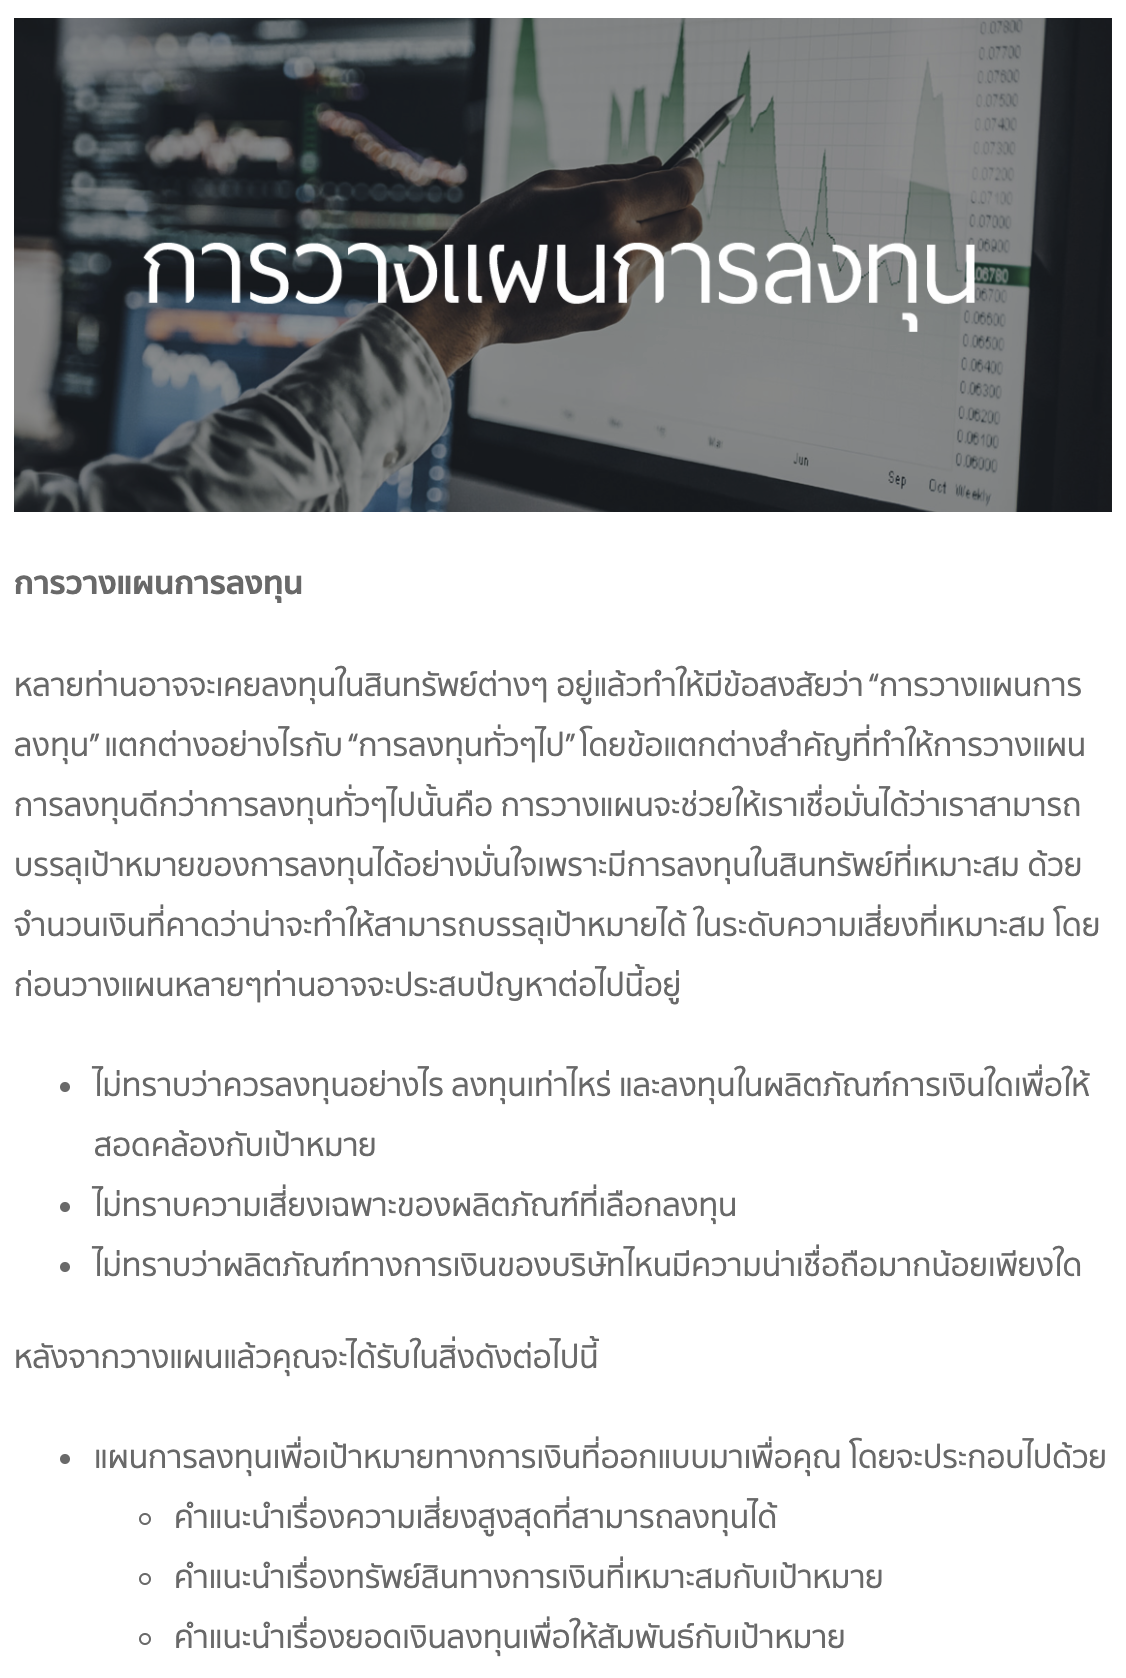 การวางแผนการลงทุน
0.07800
0.07700
0.07600
0.07500
0.07400
0.07300
0.07200
0.07100
0.07000
0.06900
06780
06700
0.06600
0.06500
0.06400
0.06300
0.06200
0.06100
0.06000
Mar
Jun
Sep
Oct
Weekly
การวางแผนการลงทุน
หลายท่านอาจจะเคยลงทุนในสินทรัพย์ต่างๆ อยู่แล้วทำให้มีข้อสงสัยว่า “การวางแผนการ
ลงทุน” แตกต่างอย่างไรกับ “การลงทุนทั่วๆไป” โดยข้อแตกต่างสำคัญที่ทำให้การวางแผน
การลงทุนดีกว่าการลงทุนทั่วๆไปนั้นคือ การวางแผนจะช่วยให้เราเชื่อมั่นได้ว่าเราสามารถ
บรรลุเป้าหมายของการลงทุนได้อย่างมั่นใจเพราะมีการลงทุนในสินทรัพย์ที่เหมาะสม ด้วย
จำนวนเงินที่คาดว่าน่าจะทำให้สามารถบรรลุเป้าหมายได้ ในระดับความเสี่ยงที่เหมาะสม โดย
ก่อนวางแผนหลายๆท่านอาจจะประสบปัญหาต่อไปนี้อยู่
• ไม่ทราบว่าควรลงทุนอย่างไร ลงทุนเท่าไหร่ และลงทุนในผลิตภัณฑ์การเงินใดเพื่อให้
สอดคล้องกับเป้าหมาย
• ไม่ทราบความเสี่ยงเฉพาะของผลิตภัณฑ์ที่เลือกลงทุน
• ไม่ทราบว่าผลิตภัณฑ์ทางการเงินของบริษัทไหนมีความน่าเชื่อถือมากน้อยเพียงใด
หลังจากวางแผนแล้วคุณจะได้รับในสิ่งดังต่อไปนี้
• แผนการลงทุนเพื่อเป้าหมายทางการเงินที่ออกแบบมาเพื่อคุณ โดยจะประกอบไปด้วย
◦ คำแนะนำเรื่องความเสี่ยงสูงสุดที่สามารถลงทุนได้
◦ คำแนะนำเรื่องทรัพย์สินทางการเงินที่เหมาะสมกับเป้าหมาย
◦ คำแนะนำเรื่องยอดเงินลงทุนเพื่อให้สัมพันธ์กับเป้าหมาย